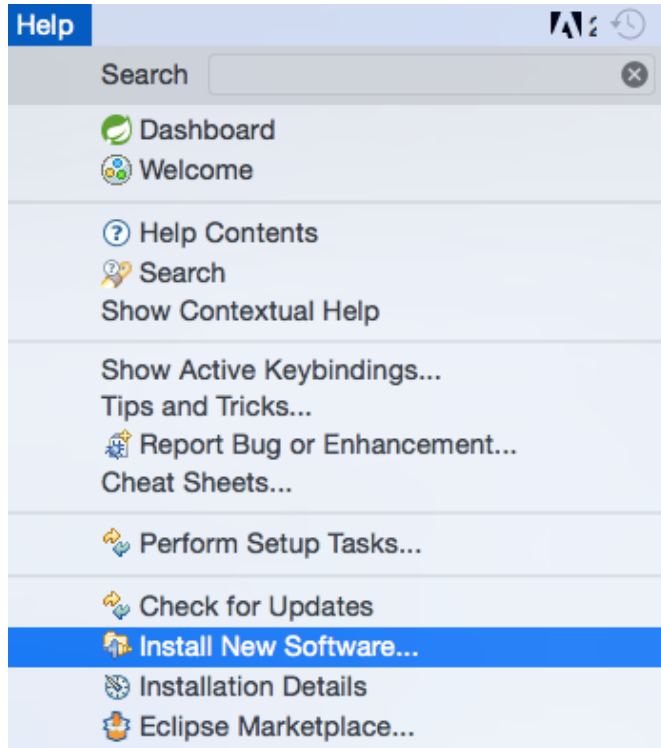 Help
Search
Dashboard
Welcome
Help Contents
Search
Show Contextual Help
Show Active Keybindings...
Tips and Tricks...
Report Bug or Enhancement...
Cheat Sheets...
Perform Setup Tasks...
Check for Updates
Install New Software...
Installation Details
Eclipse Marketplace...